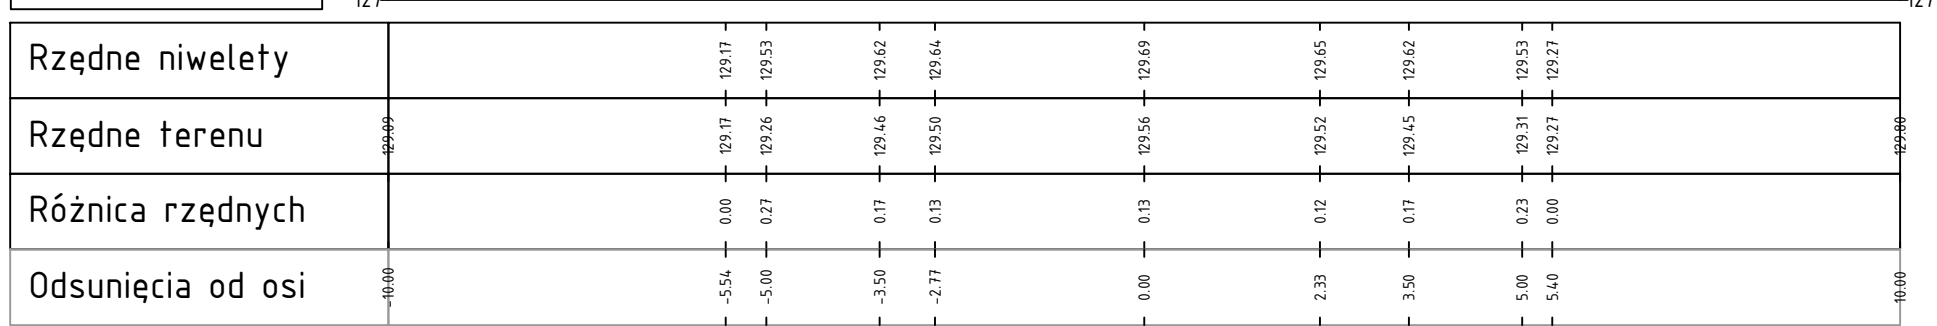 127 127
Rzędne niwelety 129.17 129.53 129.62 129.64 129.69 129.65 129.62 129.53 129.27
Rzędne terenu 129.09 129.17 129.26 129.46 129.50 129.56 129.52 129.45 129.31 129.27 129.80
Różnica rzędnych 0.00 0.27 0.17 0.13 0.13 0.12 0.17 0.23 0.00
Odsunięcia od osi -10.00 -5.54 -5.00 -3.50 -2.77 0.00 2.33 3.50 5.00 5.40 10.00